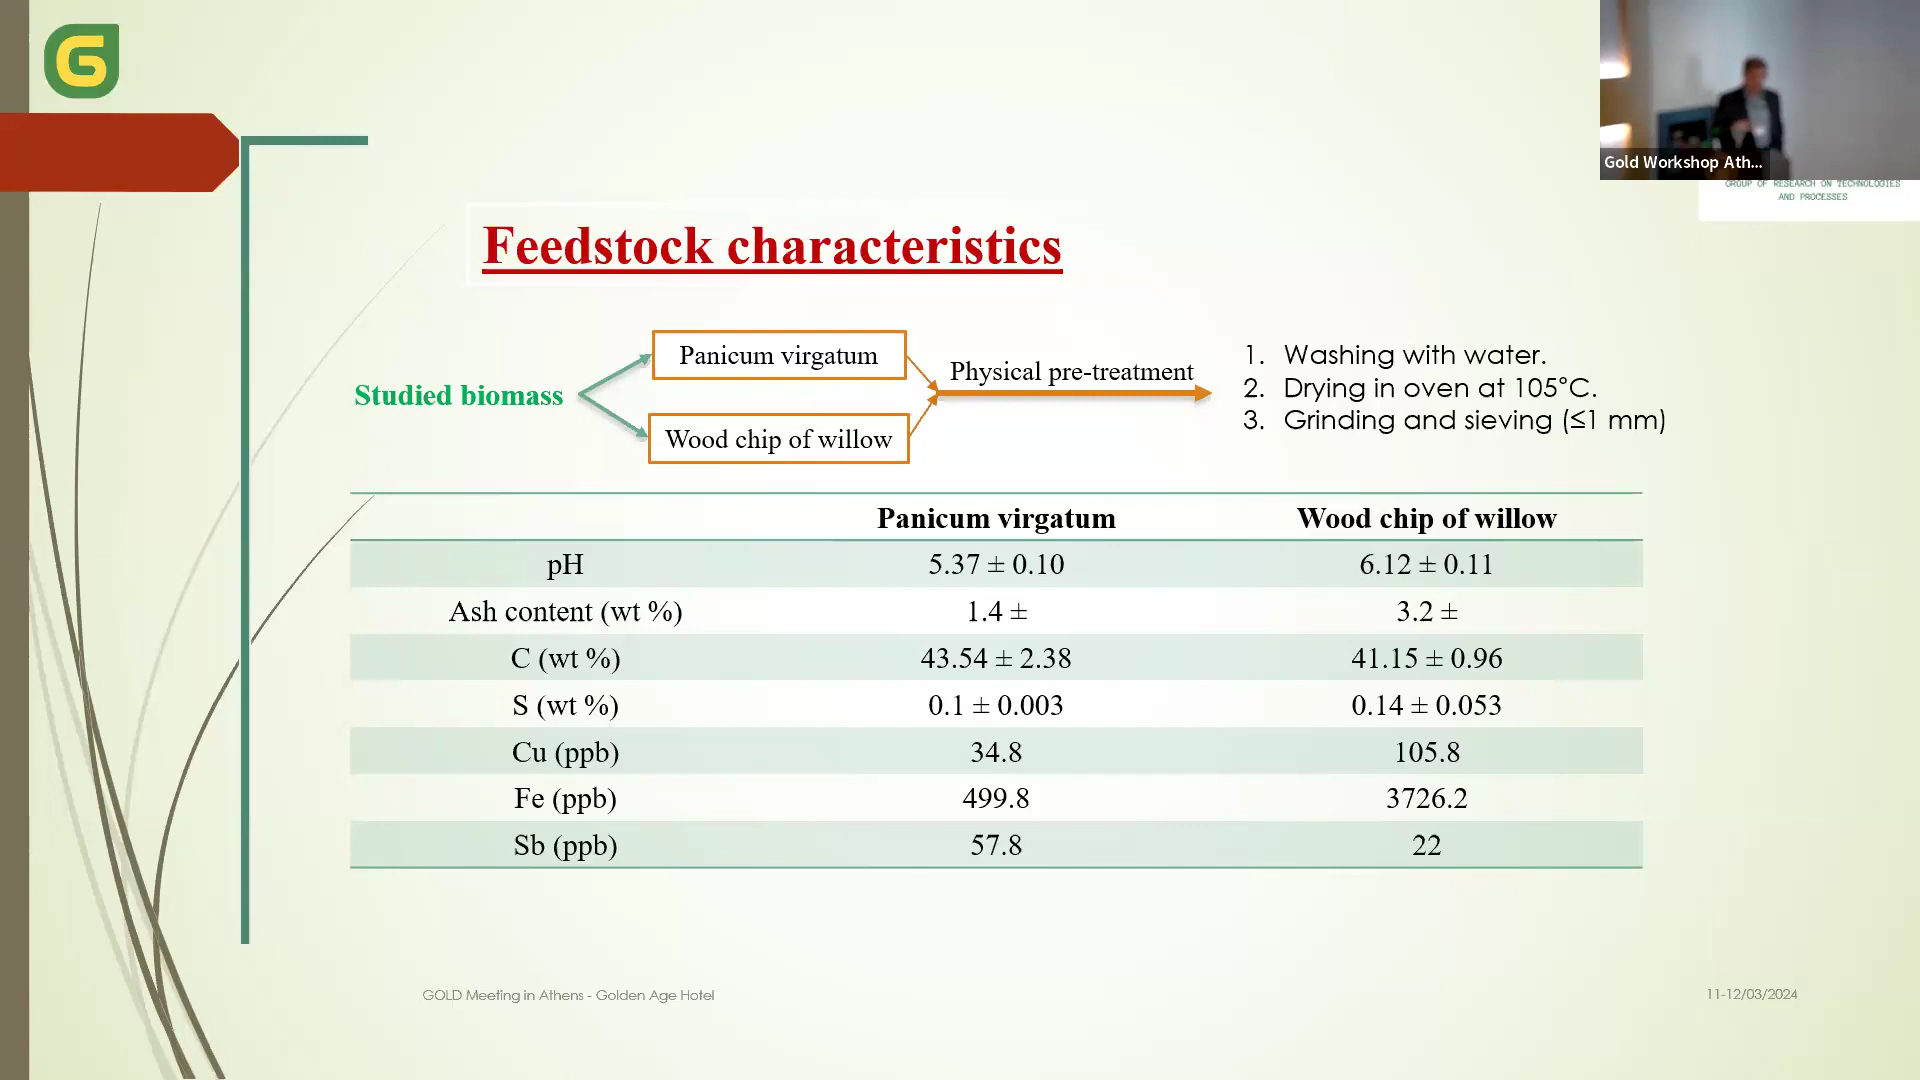 G
Gold Workshop Ath...
GROUP OF RESEARCH ON TECHNOLOGIES
AND PROCESSES
Feedstock characteristics
Studied biomass
Panicum virgatum
Wood chip of willow
Physical pre-treatment
1. Washing with water.
2. Drying in oven at 105°C.
3. Grinding and sieving (≤1 mm)
Panicum virgatum Wood chip of willow
pH 5.37 ± 0.10 6.12 ± 0.11
Ash content (wt %) 1.4 ± 3.2 ±
C (wt %) 43.54 ± 2.38 41.15 ± 0.96
S (wt %) 0.1 ± 0.003 0.14 ± 0.053
Cu (ppb) 34.8 105.8
Fe (ppb) 499.8 3726.2
Sb (ppb) 57.8 22
GOLD Meeting in Athens - Golden Age Hotel
11-12/03/2024